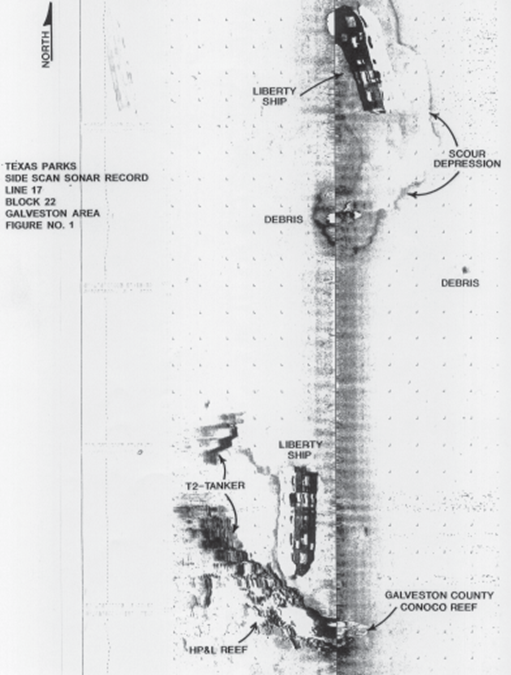 NORTH
LIBERTY
SHIP
SCOUR
DEPRESSION
TEXAS PARKS
SIDE SCAN SONAR RECORD
LINE 17
BLOCK 22
GALVESTON AREA
FIGURE NO. 1
DEBRIS
DEBRIS
LIBERTY
SHIP
T2-TANKER
GALVESTON COUNTY
CONOCO REEF
HP&L REEF